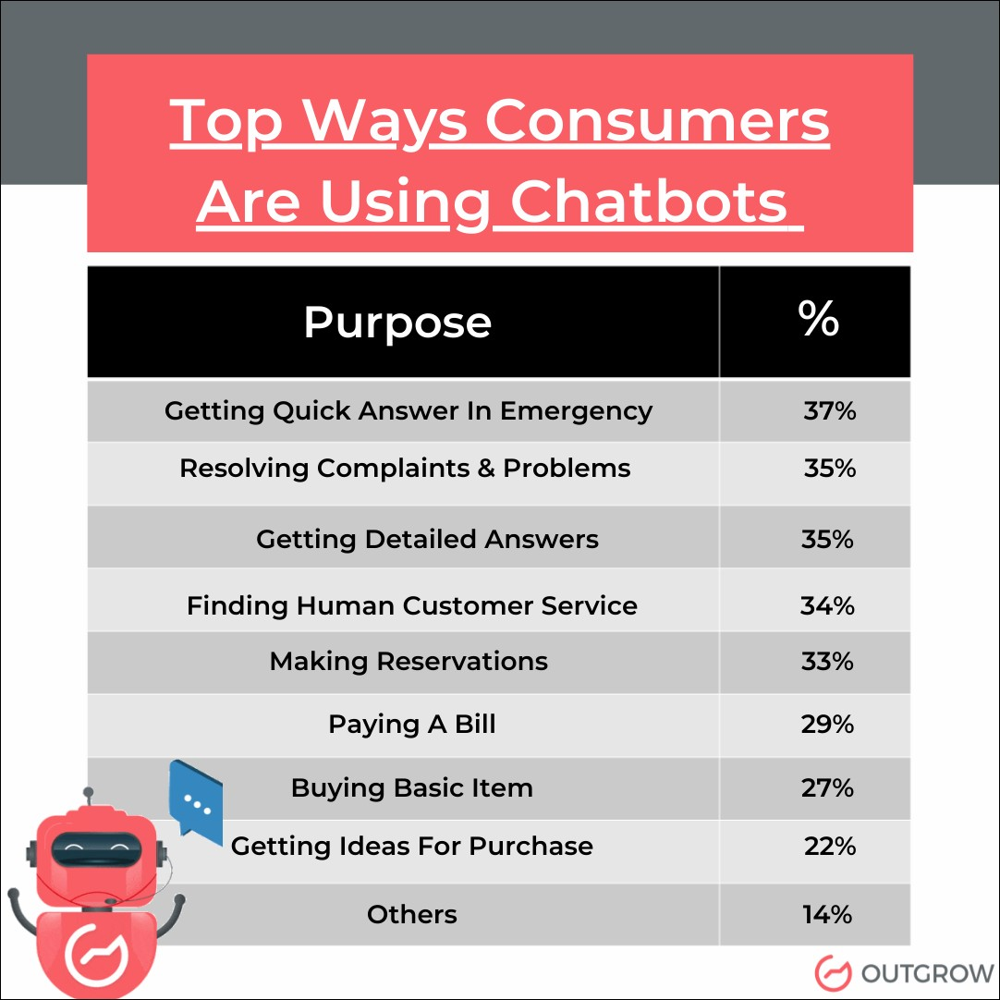 Top Ways Consumers
Are Using Chatbots
Purpose %
Getting Quick Answer In Emergency 37%
Resolving Complaints & Problems 35%
Getting Detailed Answers 35%
Finding Human Customer Service 34%
Making Reservations 33%
Paying A Bill 29%
Buying Basic Item 27%
Getting Ideas For Purchase 22%
Others 14%
OUTGROW